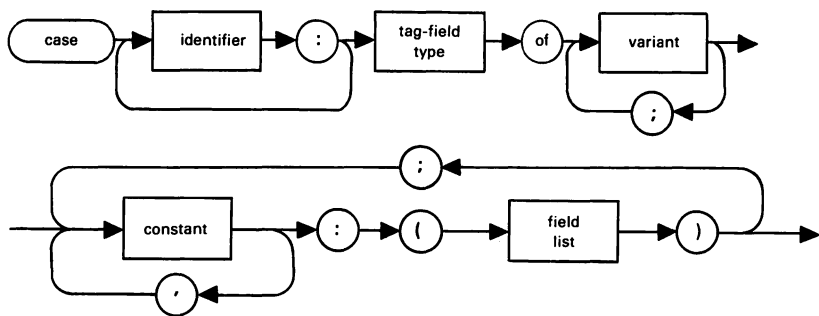 case identifier : tag-field type of variant
;
;
constant : ( field list )
,